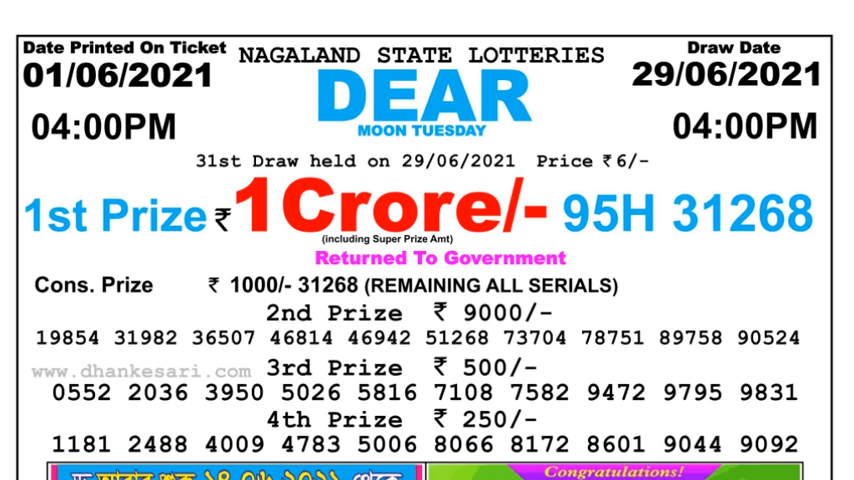 Date Printed On Ticket NAGALAND STATE LOTTERIES Draw Date
01/06/2021 DEAR 29/06/2021
04:00PM MOON TUESDAY 04:00PM
31st Draw held on 29/06/2021 Price ₹6/-
1st Prize ₹1Crore/- 95H 31268
(including Super Prize Amt)
Returned To Government
Cons. Prize ₹ 1000/- 31268 (REMAINING ALL SERIALS)
2nd Prize ₹ 9000/-
19854 31982 36507 46814 46942 51268 73704 78751 89758 90524
www.dhankesari.com 3rd Prize ₹ 500/-
0552 2036 3950 5026 5816 7108 7582 9472 9795 9831
4th Prize ₹ 250/-
1181 2488 4009 4783 5006 8066 8172 8601 9044 9092
Congratulations!